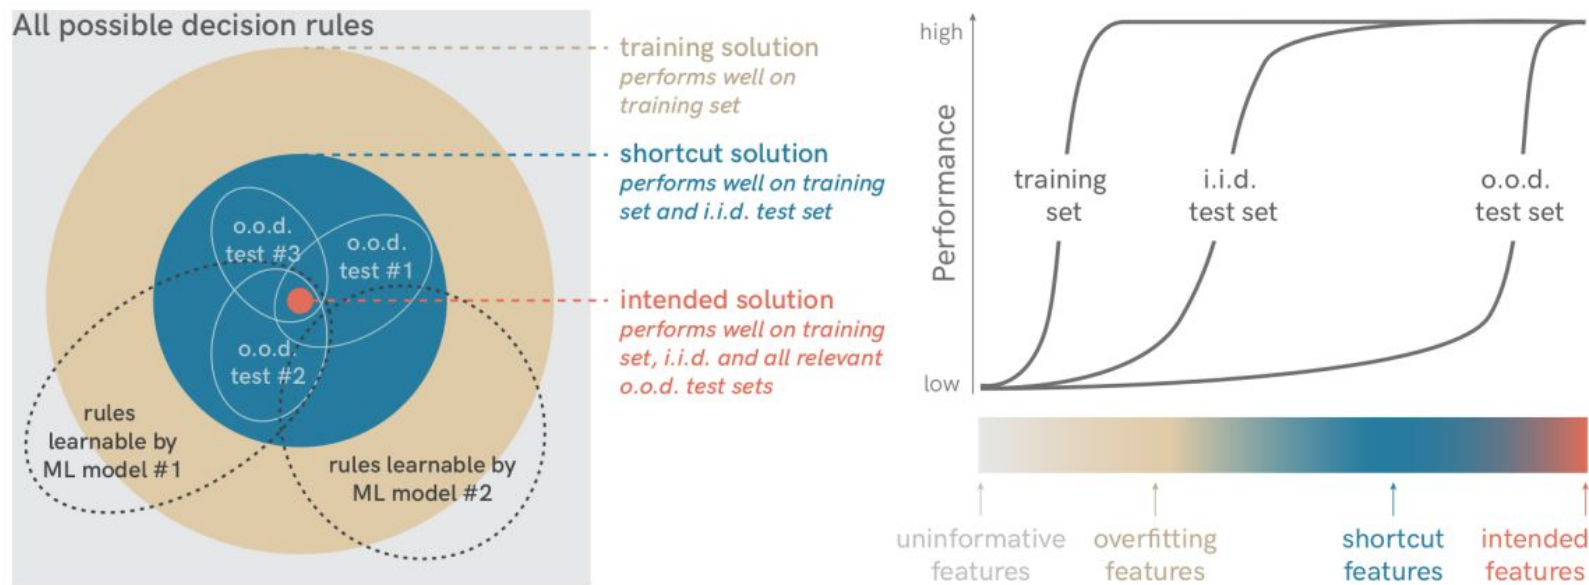 All possible decision rules
training solution
performs well on
training set
shortcut solution
performs well on training
set and i.i.d. test set
intended solution
performs well on training
set, i.i.d. and all relevant
o.o.d. test sets
o.o.d.
test #3
o.o.d.
test #1
o.o.d.
test #2
rules
learnable by
ML model #1
rules learnable by
ML model #2
high
low
Performance
training
set
i.i.d.
test set
o.o.d.
test set
uninformative
features
overfitting
features
shortcut
features
intended
features